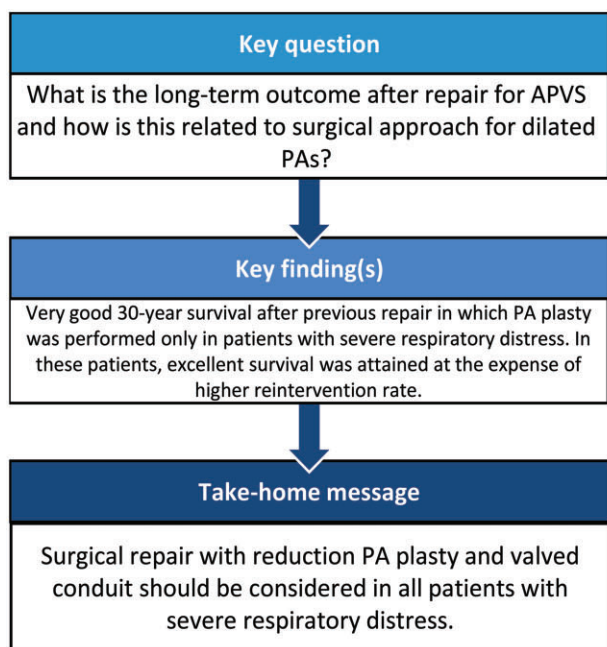 Key question
What is the long-term outcome after repair for APVS
and how is this related to surgical approach for dilated
PAs?
Key finding(s)
Very good 30-year survival after previous repair in which PA plasty
was performed only in patients with severe respiratory distress. In
these patients, excellent survival was attained at the expense of
higher reintervention rate.
Take-home message
Surgical repair with reduction PA plasty and valved
conduit should be considered in all patients with
severe respiratory distress.